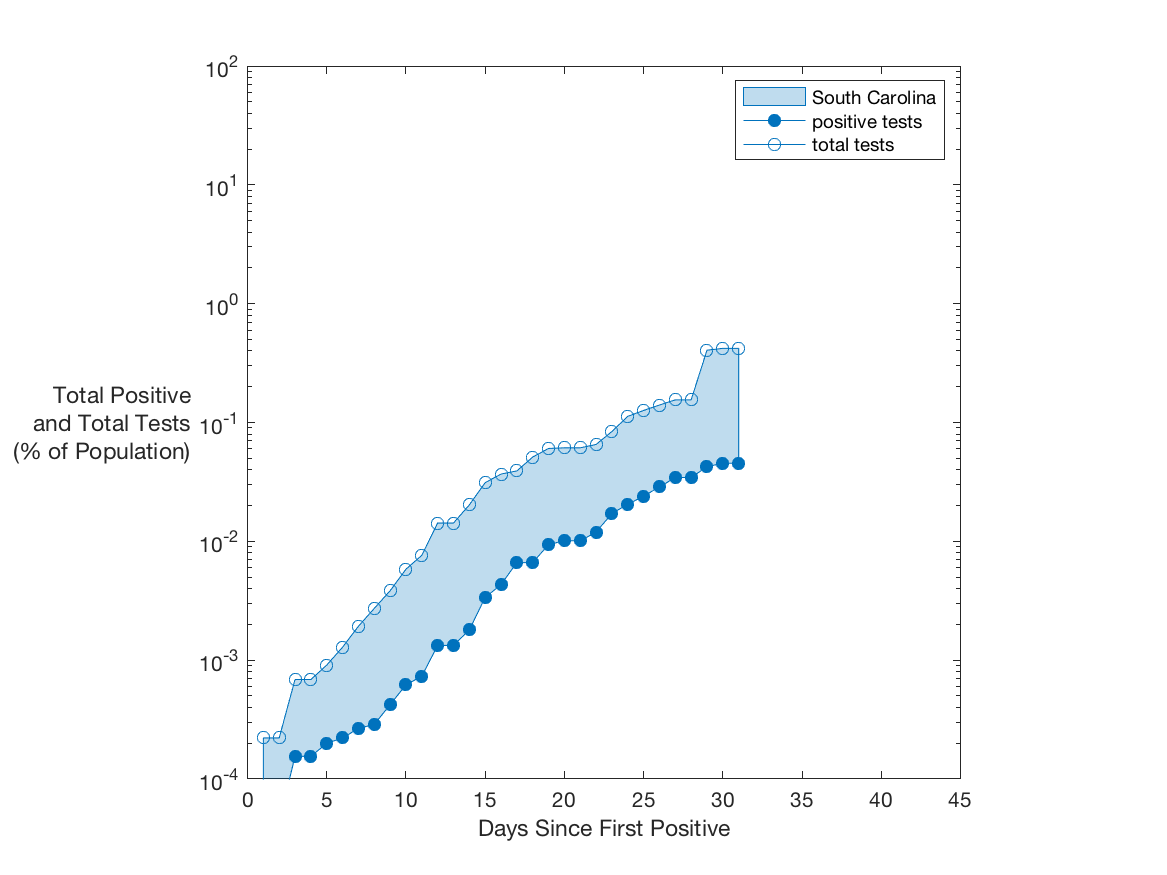 10^2
10^1
10^0
10^-1
10^-2
10^-3
10^-4
Total Positive
and Total Tests
(% of Population)
South Carolina
positive tests
total tests
0 5 10 15 20 25 30 35 40 45
Days Since First Positive